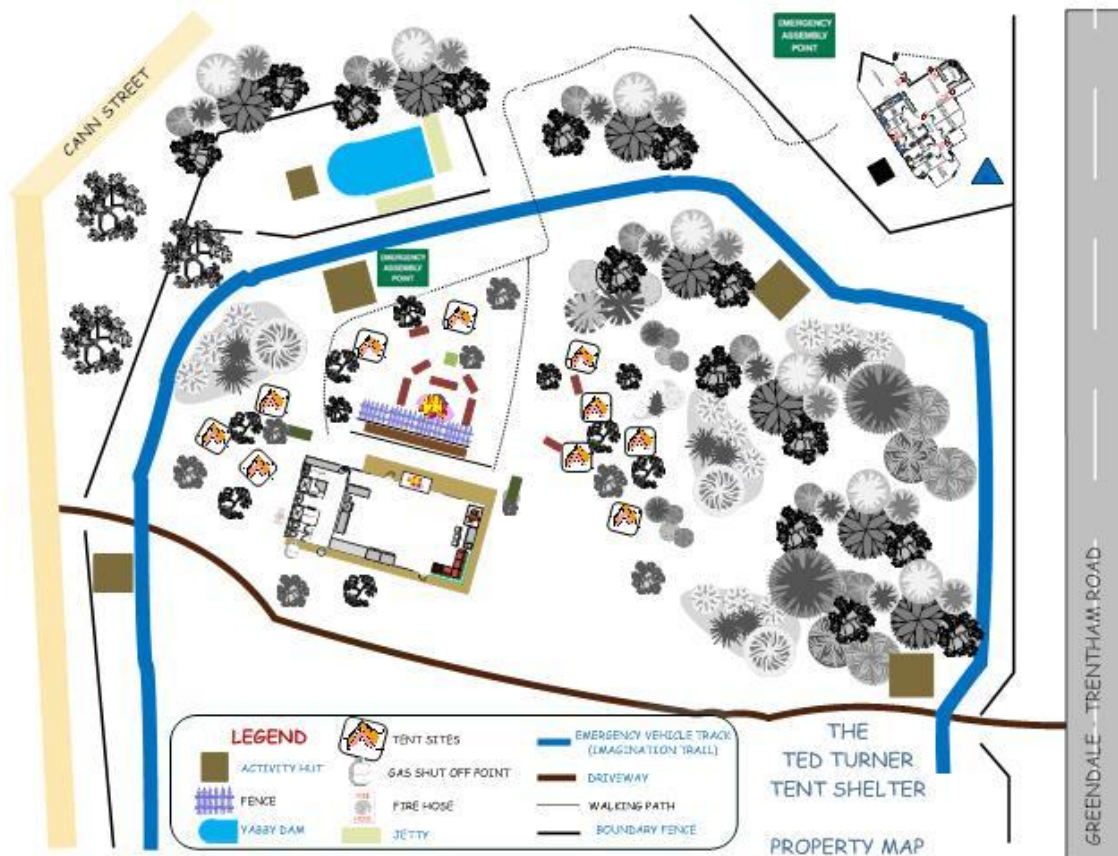 EMERGENCY
ASSEMBLY
POINT
CANN STREET
EMERGENCY
ASSEMBLY
POINT
GREENDALE - TRENTHAM ROAD
LEGEND
TENT SITES
EMERGENCY VEHICLE TRACK
(IMAGINATION TRAIL)
ACTIVITY HUT
GAS SHUT OFF POINT
DRIVEWAY
FENCE
FIRE HOSE
WALKING PATH
YABBY DAM
JETTY
BOUNDARY FENCE
THE
TED TURNER
TENT SHELTER
PROPERTY MAP